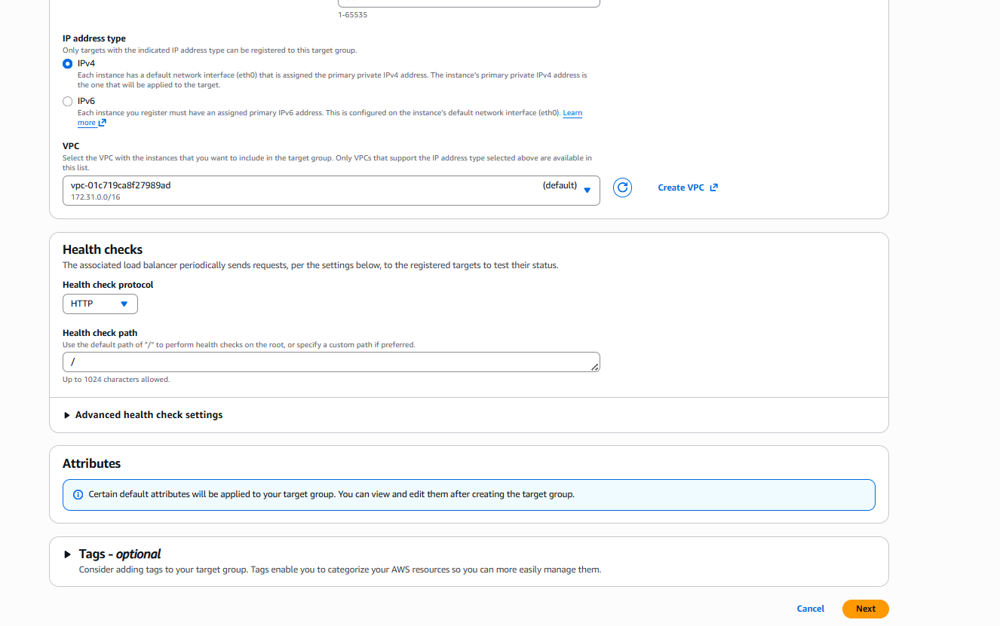 1-65535
IP address type
Only targets with the indicated IP address type can be registered to this target group.
IPv4
Each instance has a default network interface (eth0) that is assigned the primary private IPv4 address. The instance's primary private IPv4 address is
the one that will be applied to the target.
IPv6
Each instance you register must have an assigned primary IPv6 address. This is configured on the instance's default network interface (eth0). Learn
more
VPC
Select the VPC with the instances that you want to include in the target group. Only VPCs that support the IP address type selected above are available in
this list.
vpc-01c719ca8f27989ad (default)
172.31.0.0/16
Create VPC
Health checks
The associated load balancer periodically sends requests, per the settings below, to the registered targets to test their status.
Health check protocol
HTTP
Health check path
Use the default path of "/" to perform health checks on the root, or specify a custom path if preferred.
/
Up to 1024 characters allowed.
Advanced health check settings
Attributes
Certain default attributes will be applied to your target group. You can view and edit them after creating the target group.
Tags - optional
Consider adding tags to your target group. Tags enable you to categorize your AWS resources so you can more easily manage them.
Cancel Next